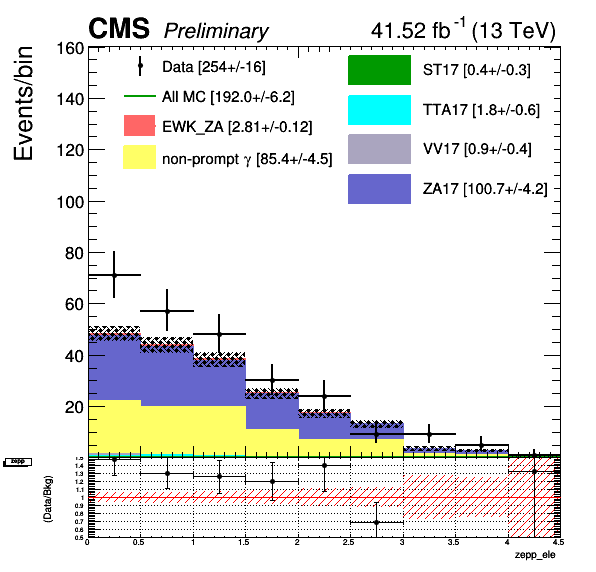 CMS Preliminary 41.52 fb⁻¹ (13 TeV)
Events/bin
160
140
120
100
80
60
40
20
Data [254+/-16]
All MC [192.0+/-6.2]
EWK_ZA [2.81+/-0.12]
non-prompt γ [85.4+/-4.5]
ST17 [0.4+/-0.3]
TTA17 [1.8+/-0.6]
VV17 [0.9+/-0.4]
ZA17 [100.7+/-4.2]
zepp
(Data/Bkg)
1.5
1.4
1.3
1.2
1.1
1
0.9
0.8
0.7
0.6
0.5
0 0.5 1 1.5 2 2.5 3 3.5 4 4.5
zepp_ele